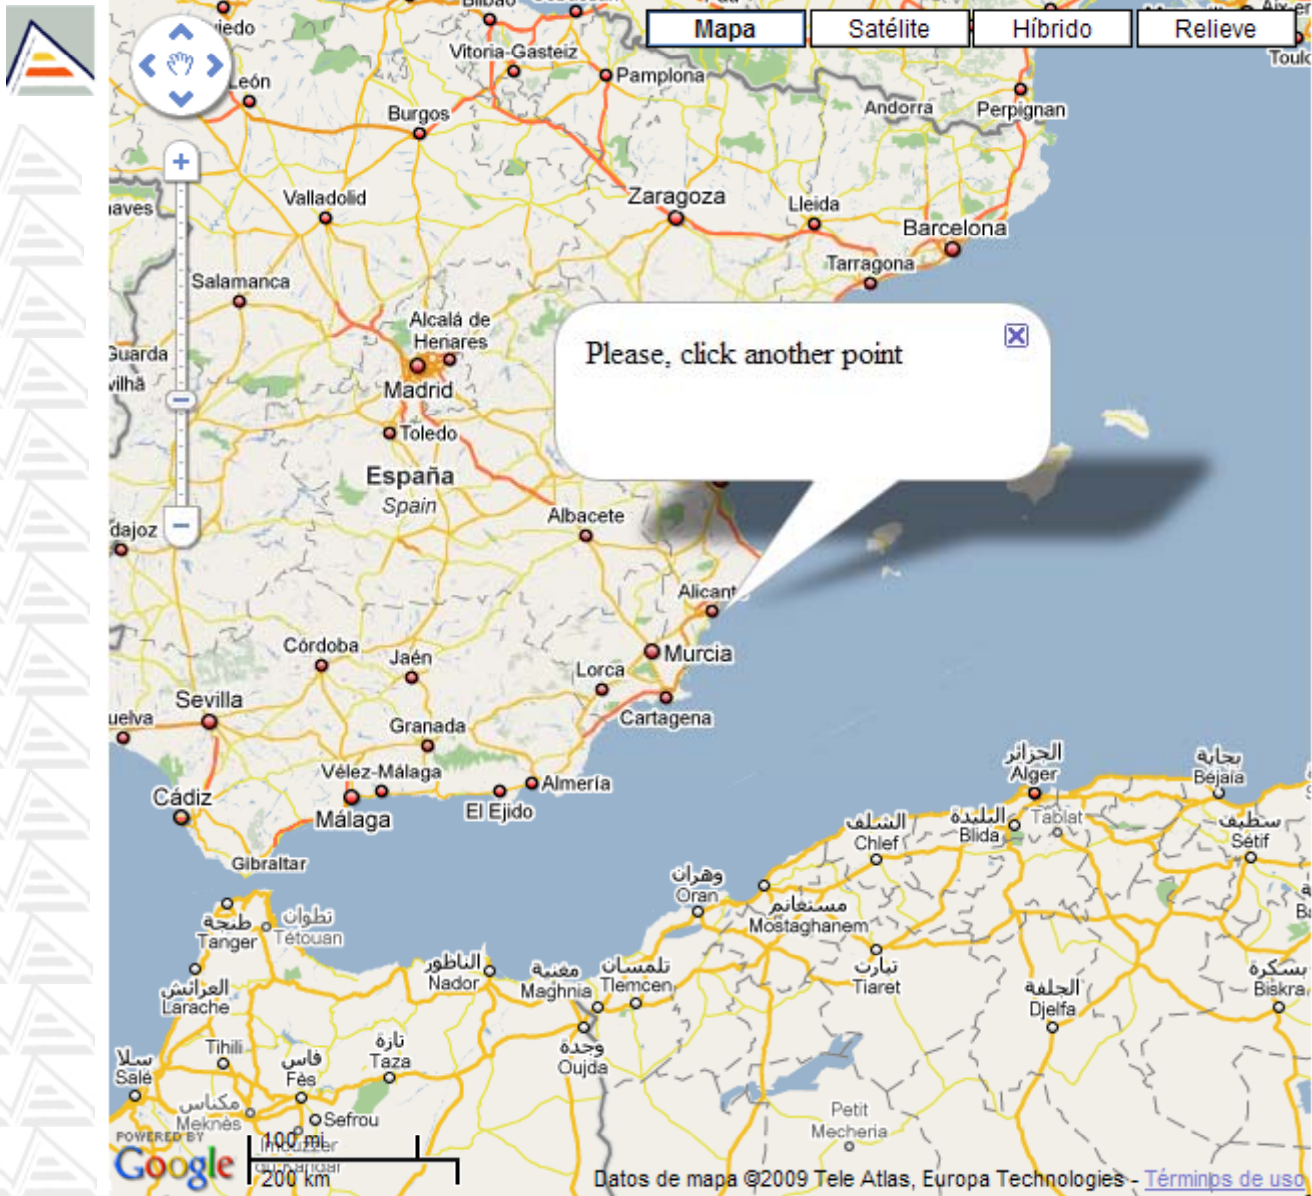 Bilbao
Mapa
Satélite
Híbrido
Relieve
Vitoria-Gasteiz
Pamplona
León
Andorra
Perpignan
Burgos
Valladolid
Zaragoza
Lleida
Barcelona
Tarragona
Salamanca
Alcalá de
Henares
Please, click another point
Madrid
Toledo
España
Spain
Albacete
Alicant
Córdoba
Jaén
Murcia
Lorca
Sevilla
Cartagena
Granada
Vélez-Málaga
Almería
Cádiz
Málaga
El Ejido
Gibraltar
الجزائر
Alger
بجاية
Béjaïa
البليدة
Blida
Tablat
الشلف
Chlef
سطيف
Sétif
وهران
Oran
مستغانم
Mostaghanem
طنجة
Tanger
تطوان
Tétouan
الناظور
Nador
مغنية
Maghnia
تلمسان
Tlemcen
تيارت
Tiaret
الجلفة
Djelfa
بسكرة
Biskra
العرائش
Larache
Tihili
سلا
Salé
فاس
Fès
تازة
Taza
وجدة
Oujda
مكناس
Meknès
Sefrou
Petit
Mecheria
POWERED BY
Google
100 mi
200 km
Datos de mapa ©2009 Tele Atlas, Europa Technologies - Términos de uso